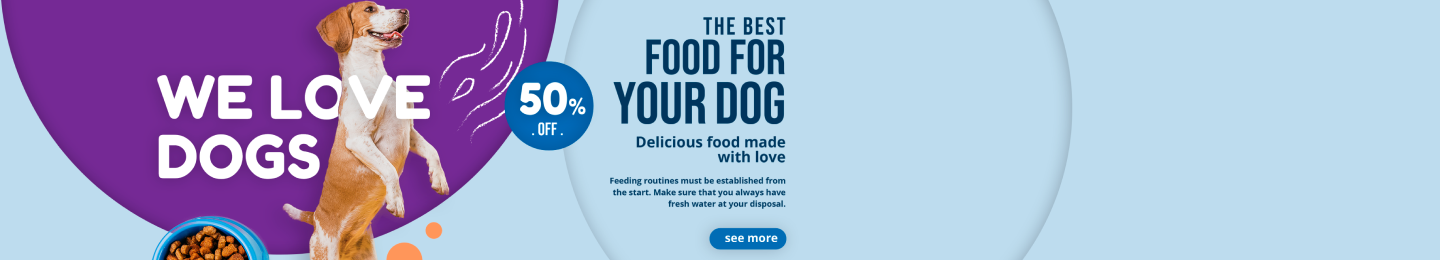 WE LOVE
DOGS
50%
. OFF .
THE BEST
FOOD FOR
YOUR DOG
Delicious food made
with love
Feeding routines must be established from
the start. Make sure that you always have
fresh water at your disposal.
see more